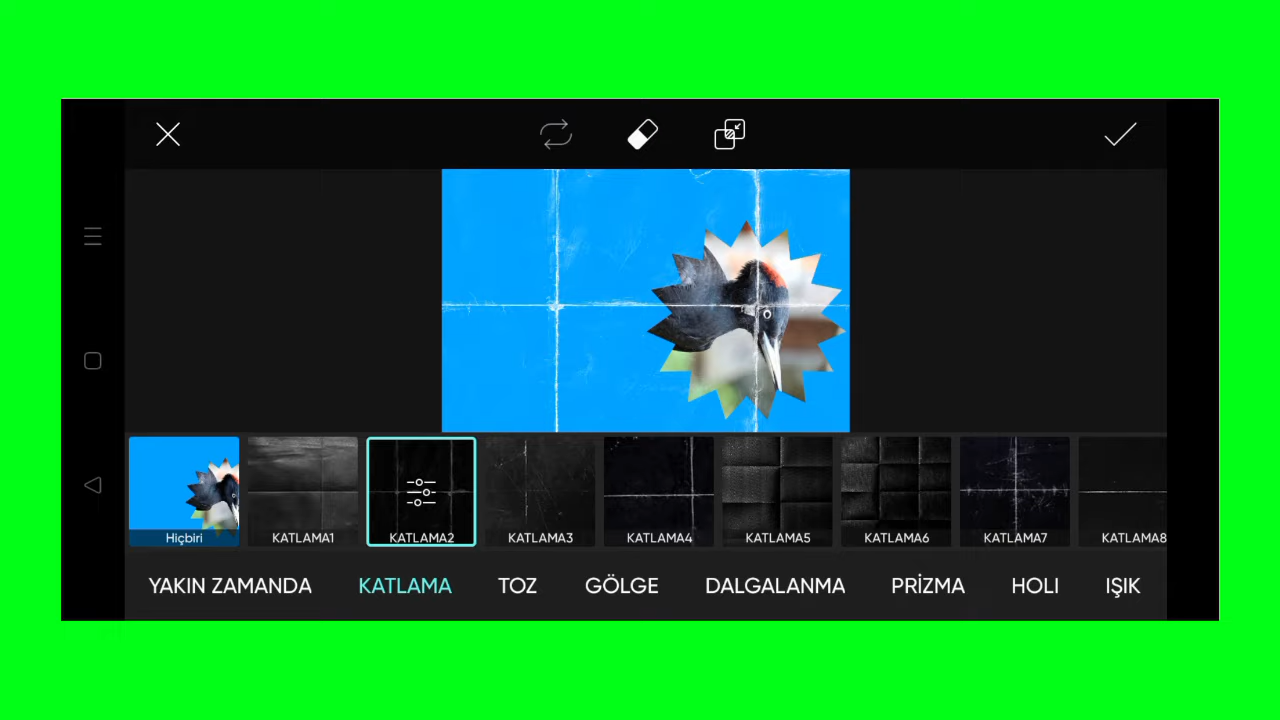 Hiçbiri KATLAMA1 KATLAMA2 KATLAMA3 KATLAMA4 KATLAMA5 KATLAMA6 KATLAMA7 KATLAMA8
YAKIN ZAMANDA KATLAMA TOZ GÖLGE DALGALANMA PRİZMA HOLI IŞIK